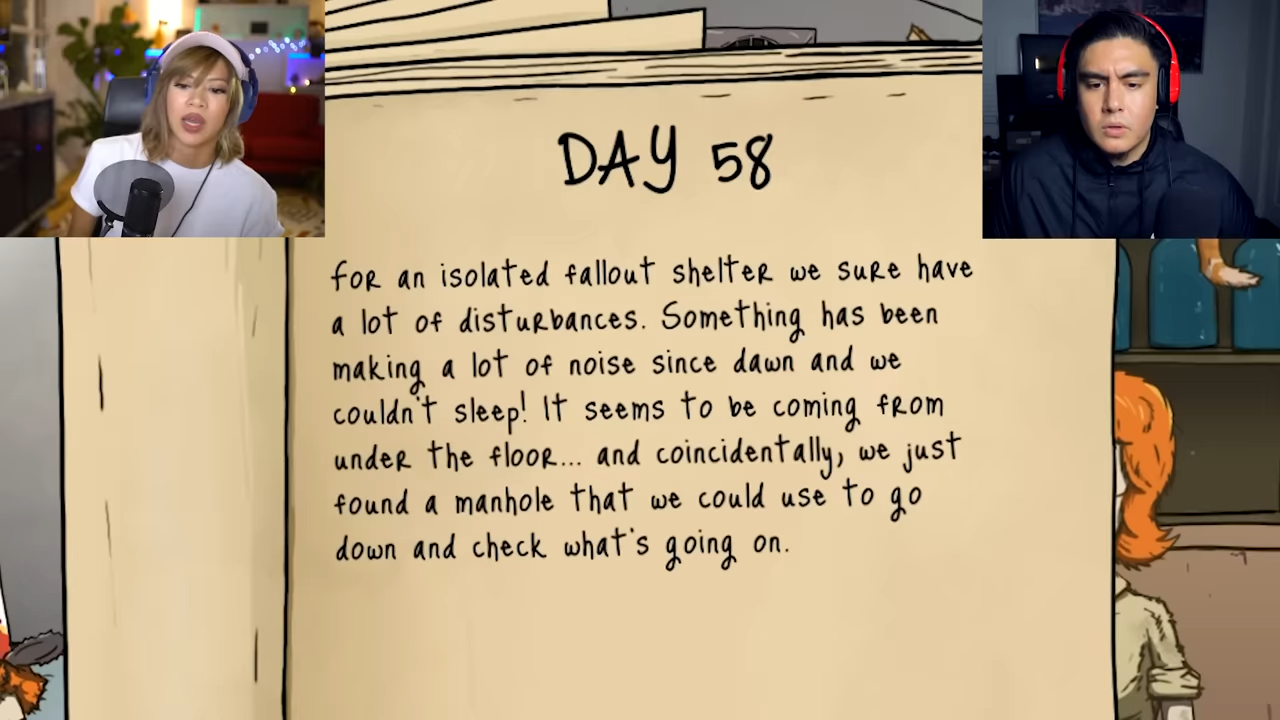 DAY 58
for an isolated fallout shelter we sure have
a lot of disturbances. Something has been
making a lot of noise since dawn and we
couldn't sleep! It seems to be coming from
under the floor... and coincidentally, we just
found a manhole that we could use to go
down and check what's going on.